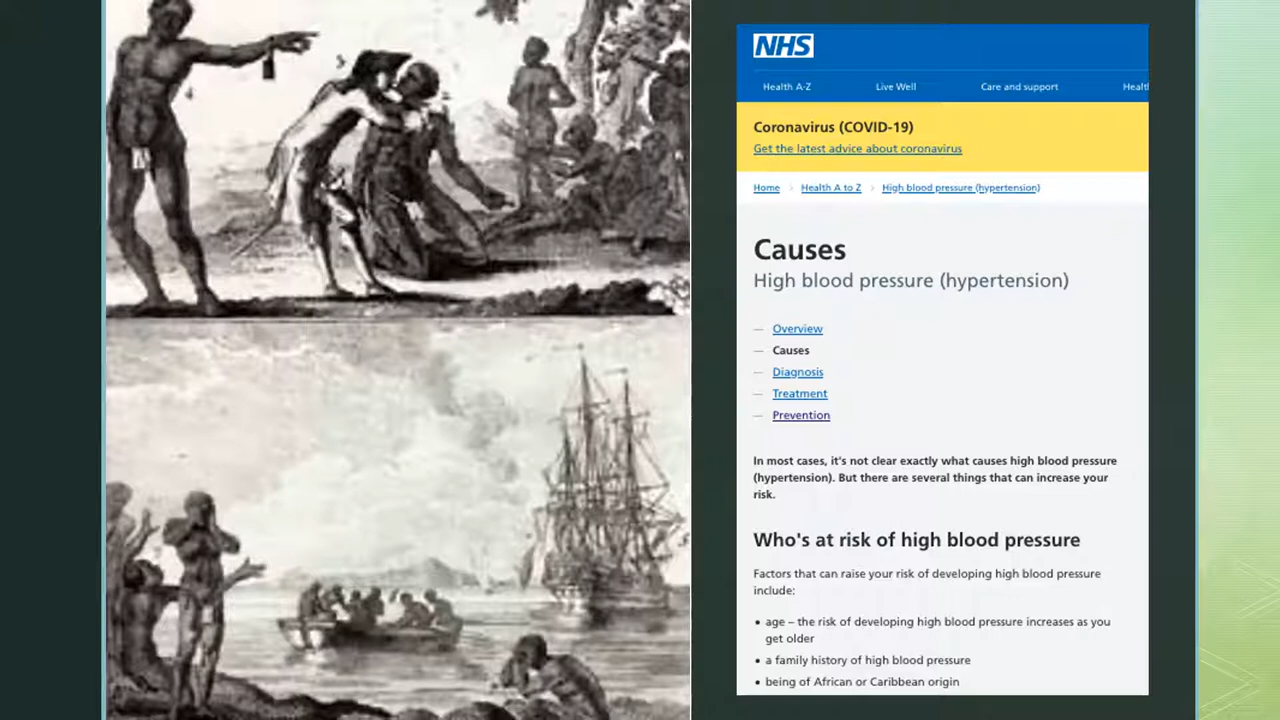 NHS
Health A-Z
Live Well
Care and support
Coronavirus (COVID-19)
Get the latest advice about coronavirus
Home > Health A to Z > High blood pressure (hypertension)
Causes
High blood pressure (hypertension)
— Overview
— Causes
— Diagnosis
— Treatment
— Prevention
In most cases, it's not clear exactly what causes high blood pressure
(hypertension). But there are several things that can increase your
risk.
Who's at risk of high blood pressure
Factors that can raise your risk of developing high blood pressure
include:
• age – the risk of developing high blood pressure increases as you
get older
• a family history of high blood pressure
• being of African or Caribbean origin